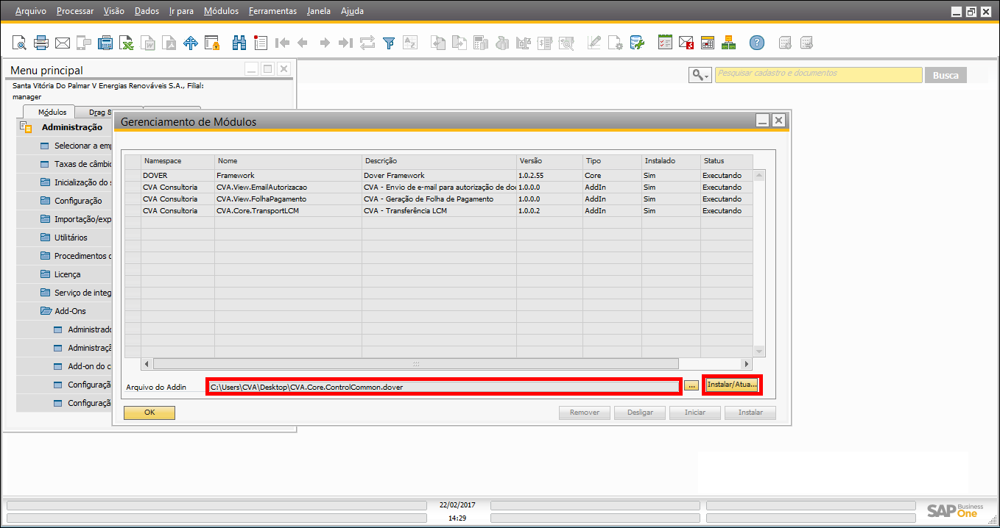 Arquivo Processar Visão Dados Ir para Módulos Ferramentas Janela Ajuda
Menu principal
Pesquisar cadastro e documentos
Busca
Santa Vitória Do Palmar V Energias Renováveis S.A., Filial:
manager
Módulos Drag &
Administração
Selecionar a em
Taxas de câmbi
Inicialização do s
Configuração
Importação/exp
Utilitários
Procedimentos
Licença
Serviço de integ
Add-Ons
Administrad
Administraçã
Add-on do c
Configuraçã
Configuraçã
Gerenciamento de Módulos
Namespace Nome Descrição Versão Tipo Instalado Status
DOVER Framework Dover Framework 1.0.2.55 Core Sim Executando
CVA Consultoria CVA.View.EmailAutorizacao CVA - Envio de e-mail para autorização de doc 1.0.0.0 AddIn Sim Executando
CVA Consultoria CVA.View.FolhaPagamento CVA - Geração de Folha de Pagamento 1.0.0.0 AddIn Sim Executando
CVA Consultoria CVA.Core.TransportLCM CVA - Transferência LCM 1.0.0.2 AddIn Sim Executando
Arquivo do Addin C:\Users\CVA\Desktop\CVA.Core.ControlCommon.dover ... Instalar/Atua...
OK Remover Desligar Iniciar Instalar
22/02/2017
14:29
SAP Business One